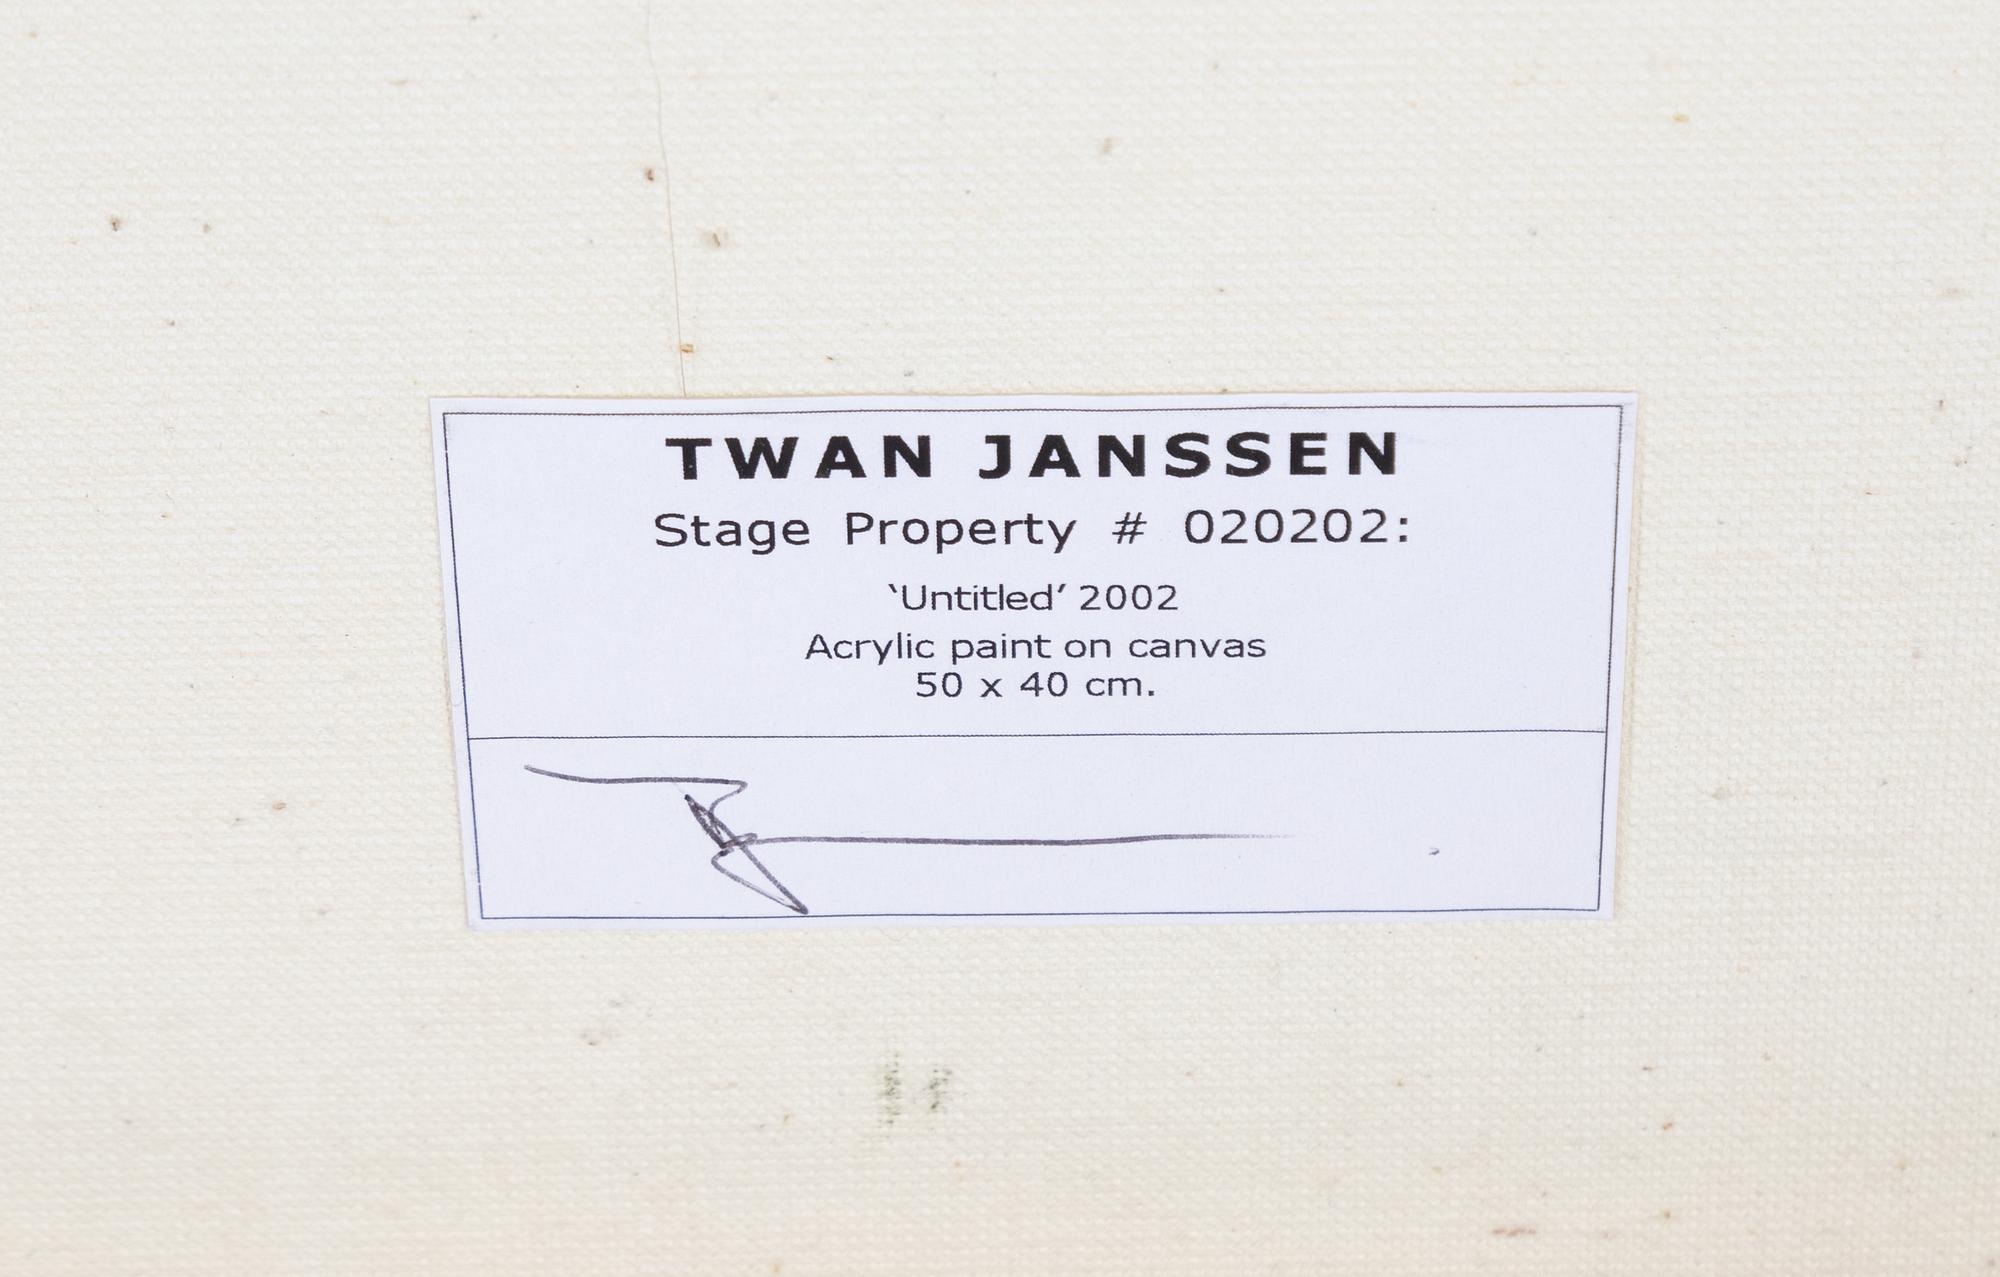 TWAN JANSSEN
Stage Property # 020202:
‘Untitled’ 2002
Acrylic paint on canvas
50 x 40 cm.